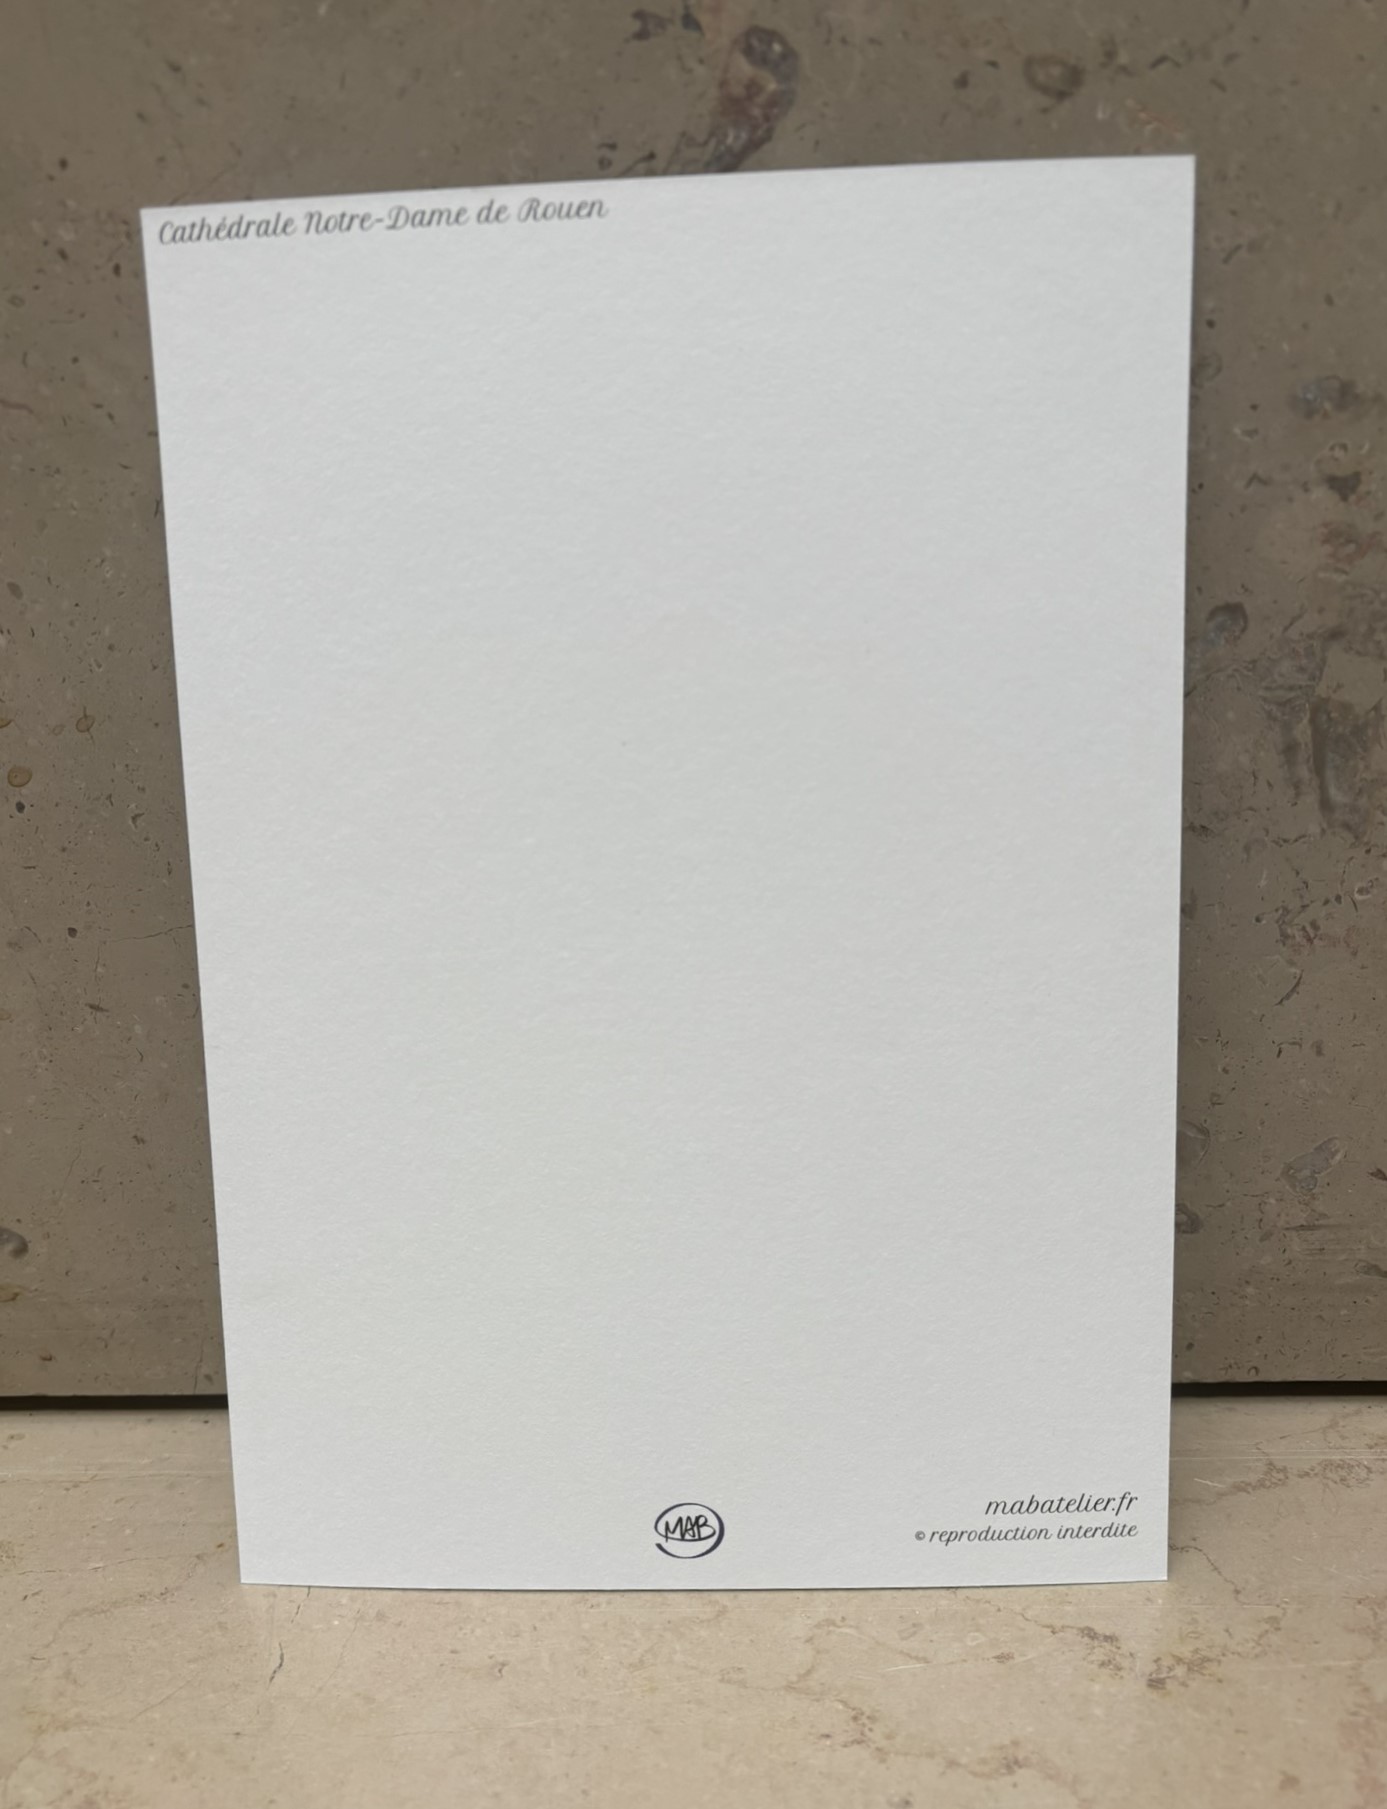 Cathédrale Notre-Dame de Rouen
MAB
mabatelier.fr
© reproduction interdite